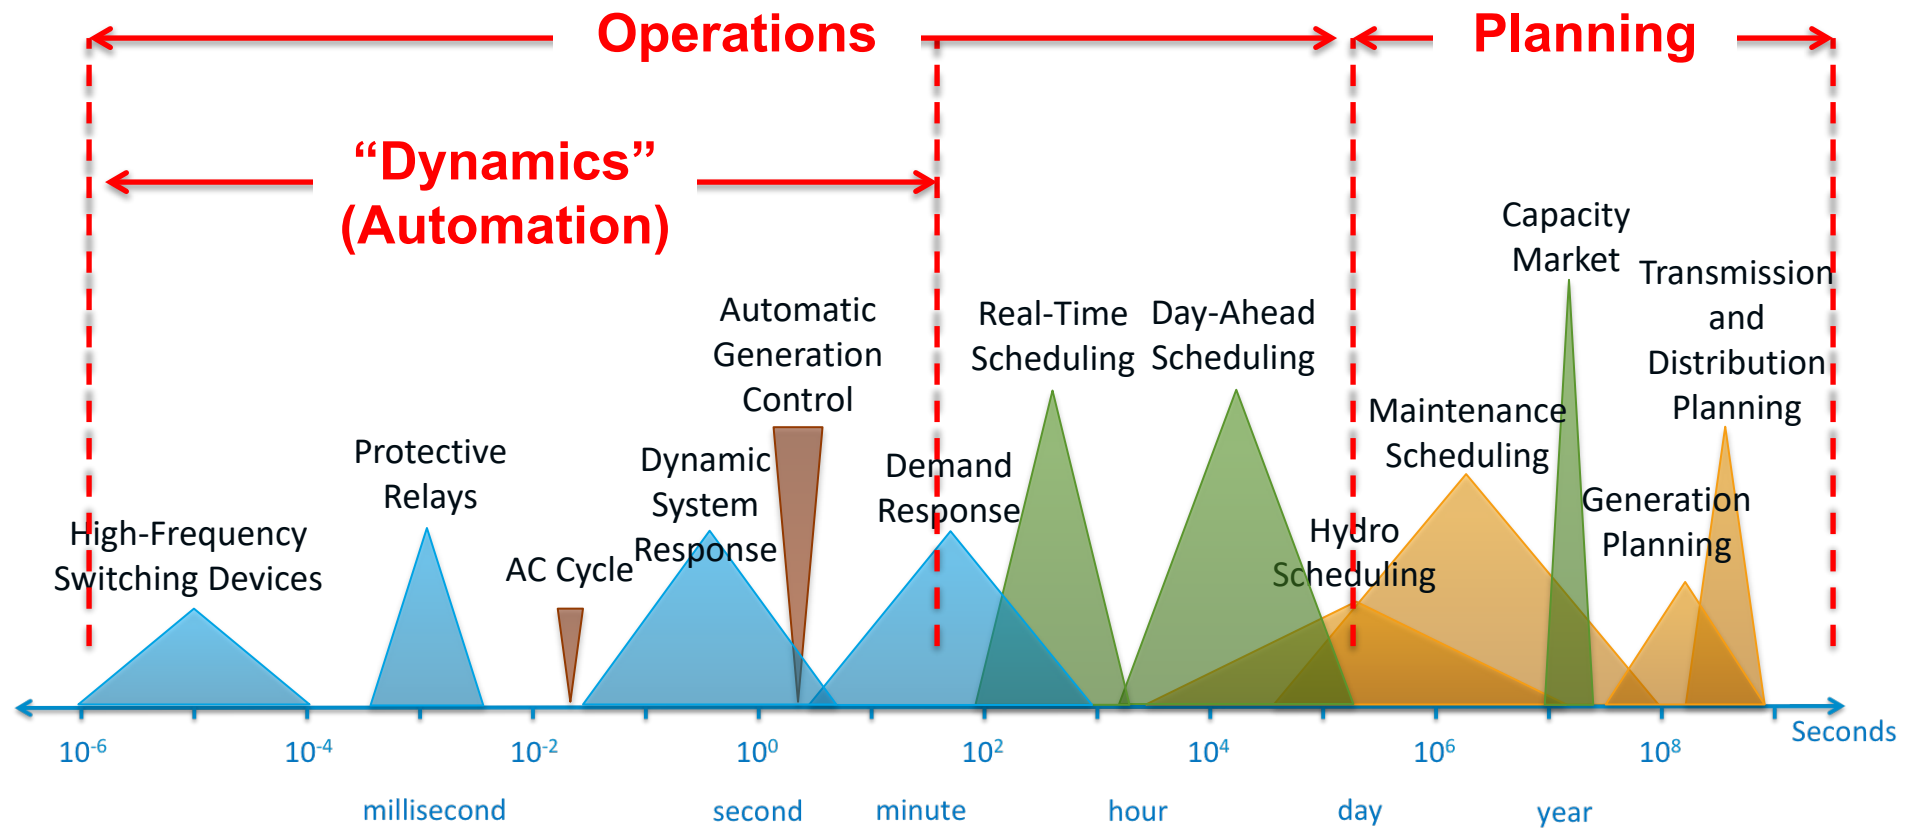 Operations
Planning
“Dynamics”
(Automation)
Capacity
Market
Transmission
and
Distribution
Planning
Automatic
Generation
Control
Real-Time
Scheduling
Day-Ahead
Scheduling
Maintenance
Scheduling
Protective
Relays
Dynamic
System
Response
Demand
Response
Generation
Planning
High-Frequency
Switching Devices
AC Cycle
Hydro
Scheduling
10⁻⁶ 10⁻⁴ 10⁻² 10⁰ 10² 10⁴ 10⁶ 10⁸ Seconds
millisecond second minute hour day year